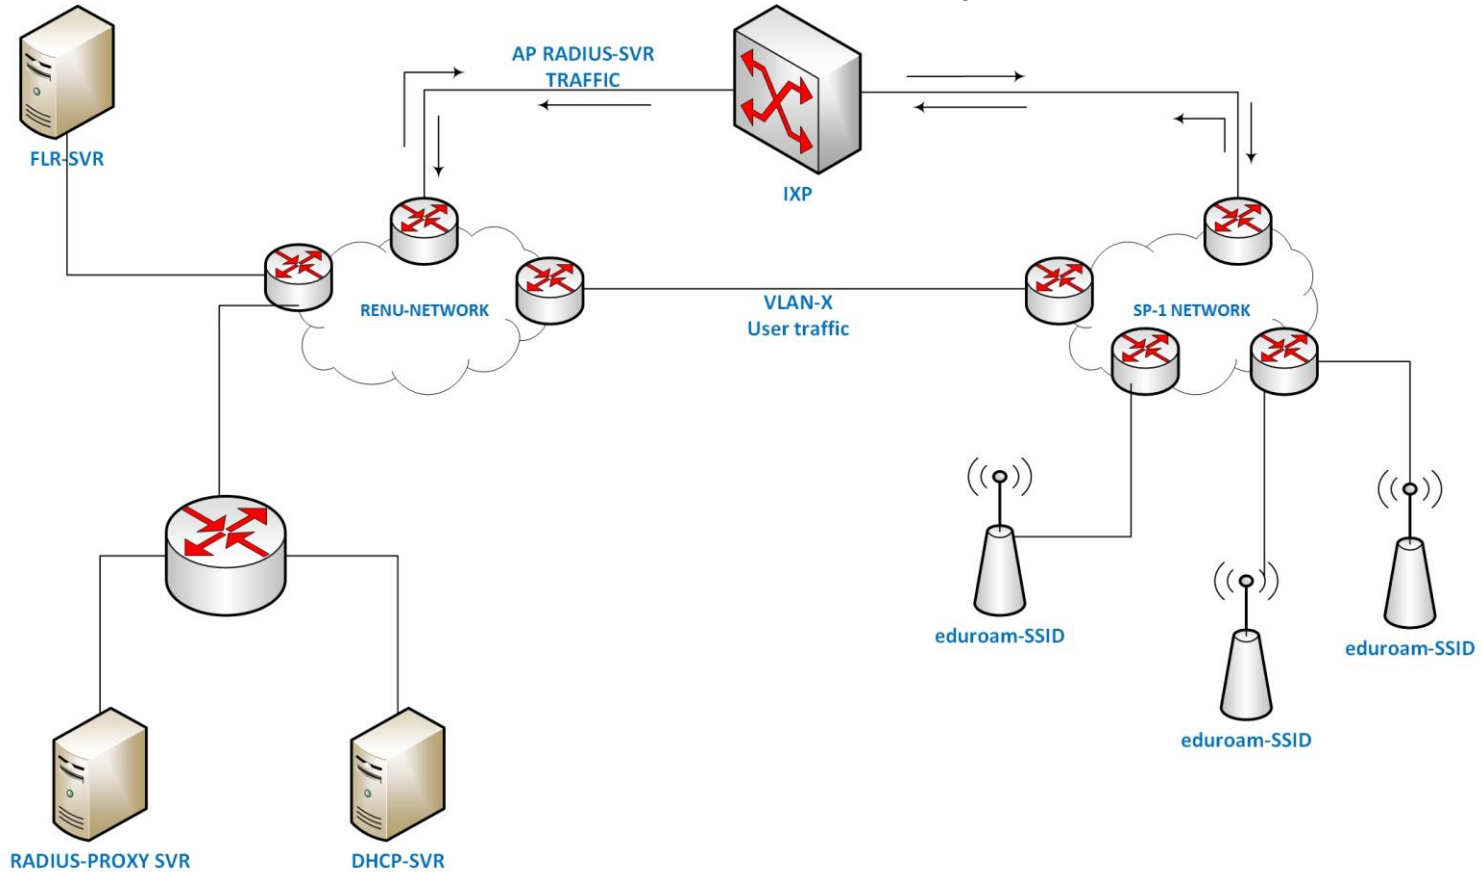 AP RADIUS-SVR
TRAFFIC
FLR-SVR
IXP
RENU-NETWORK
VLAN-X
User traffic
SP-1 NETWORK
eduroam-SSID
eduroam-SSID
eduroam-SSID
RADIUS-PROXY SVR
DHCP-SVR